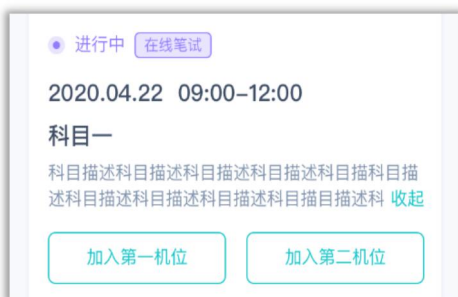 进行中 在线笔试
2020.04.22 09:00-12:00
科目一
科目描述科目描述科目描述科目描述科目描科目描
述科目描述科目描述科目描述科目描目描述科 收起
加入第一机位 加入第二机位